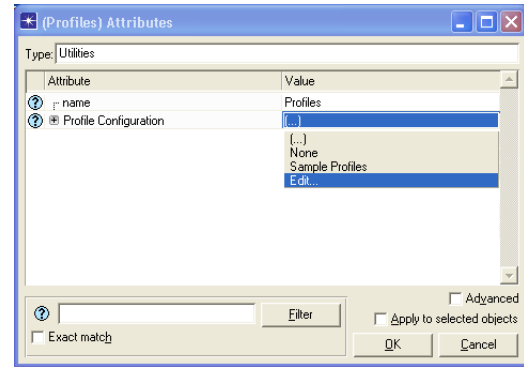 (Profiles) Attributes
Type: Utilities
Attribute Value
name Profiles
Profile Configuration (...)
(...)
None
Sample Profiles
Edit...
Advanced
Filter Apply to selected objects
Exact match
OK Cancel